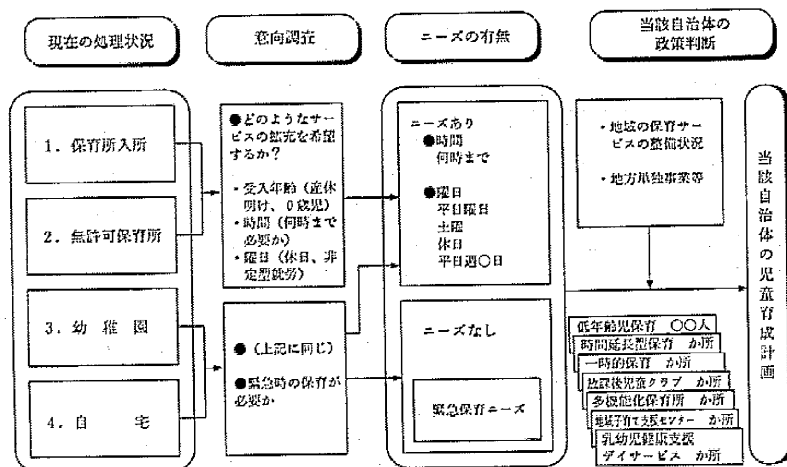 現在の処理状況
意向調査
ニーズの有無
当該自治体の
政策判断
1．保育所入所
2．無許可保育所
3．幼　稚　園
4．自　　　宅
●どのようなサー
ビスの拡充を希望
するか？
・受入年齢（産休
明け、0歳児）
・時間（何時まで
必要か）
・曜日（休日、非
定型就労）
●（上記に同じ）
●緊急時の保育が
必要か
ニーズあり
●時間
何時まで
●曜日
平日曜日
土曜
休日
平日週〇日
ニーズなし
緊急保育ニーズ
・地域の保育サー
ビスの整備状況
・地方単独事業等
低年齢児保育　〇〇人
時間延長型保育　か所
一時的保育　か所
放課後児童クラブ　か所
多機能化保育所　か所
地域子育て支援センター　か所
乳幼児健康支援
デイサービス　か所
当該自治体の児童育成計画